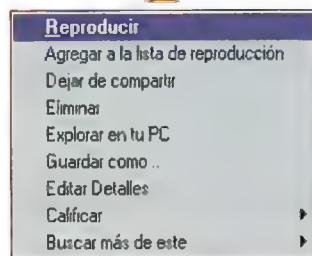 Reproducir
Agregar a la lista de reproducción
Dejar de compartir
Eliminar
Explorar en tu PC
Guardar como ..
Editar Detalles
Calificar
Buscar más de este